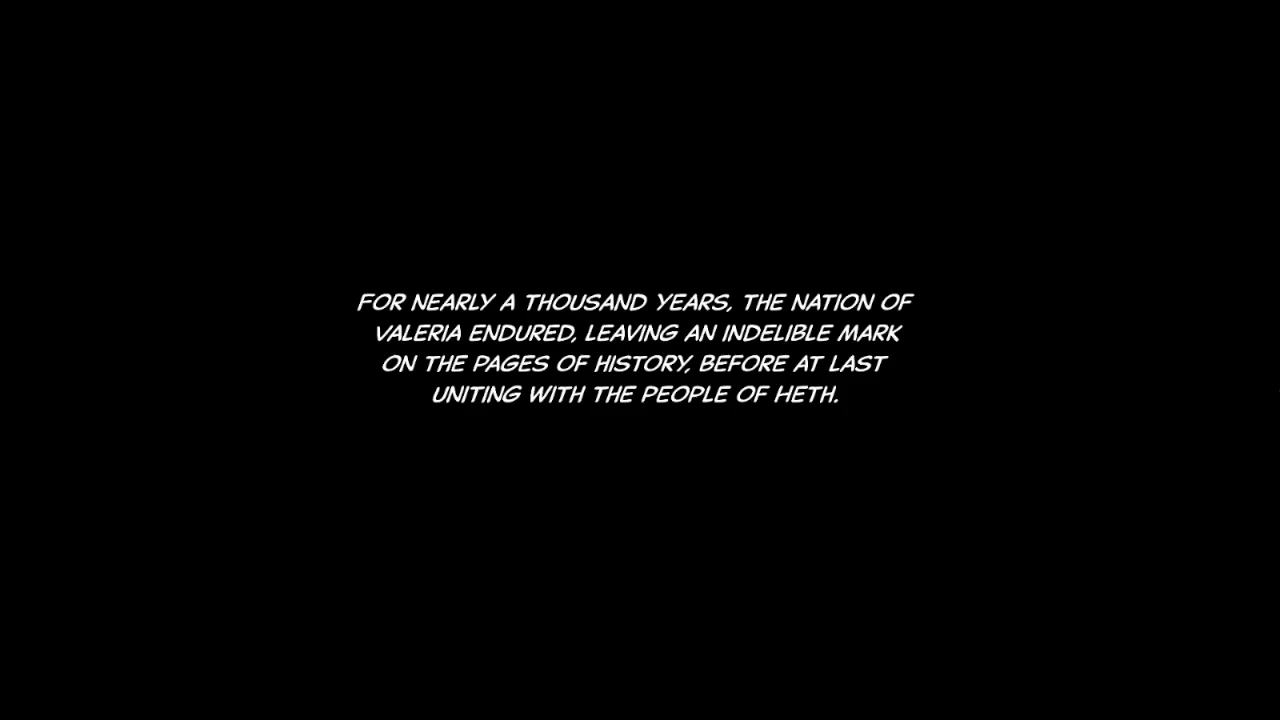 FOR NEARLY A THOUSAND YEARS, THE NATION OF
VALERIA ENDURED, LEAVING AN INDELIBLE MARK
ON THE PAGES OF HISTORY, BEFORE AT LAST
UNITING WITH THE PEOPLE OF HETH.